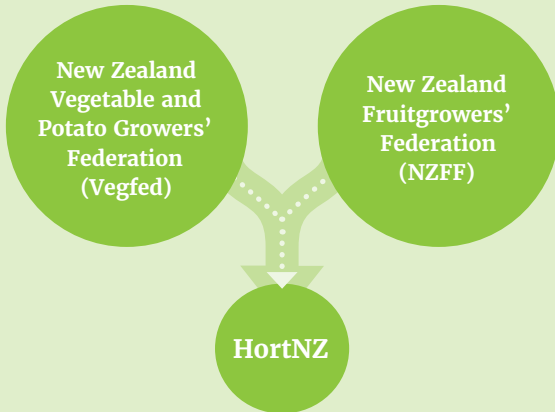 New Zealand
Vegetable and
Potato Growers’
Federation
(Vegfed)
New Zealand
Fruitgrowers’
Federation
(NZFF)
HortNZ